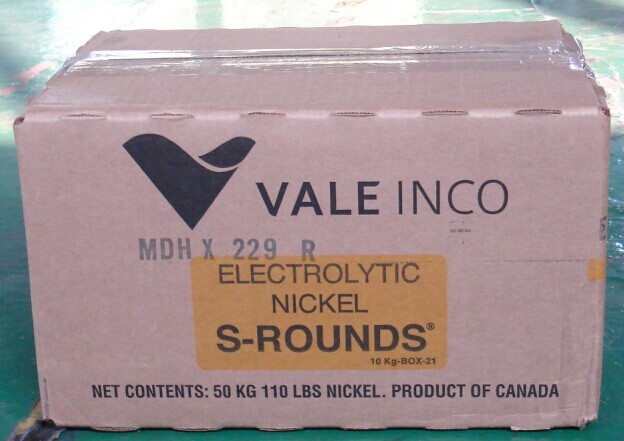 VALE INCO
MDH X 229 R
ELECTROLYTIC
NICKEL
S-ROUNDS®
10 Kg-BOX-21
NET CONTENTS: 50 KG 110 LBS NICKEL. PRODUCT OF CANADA